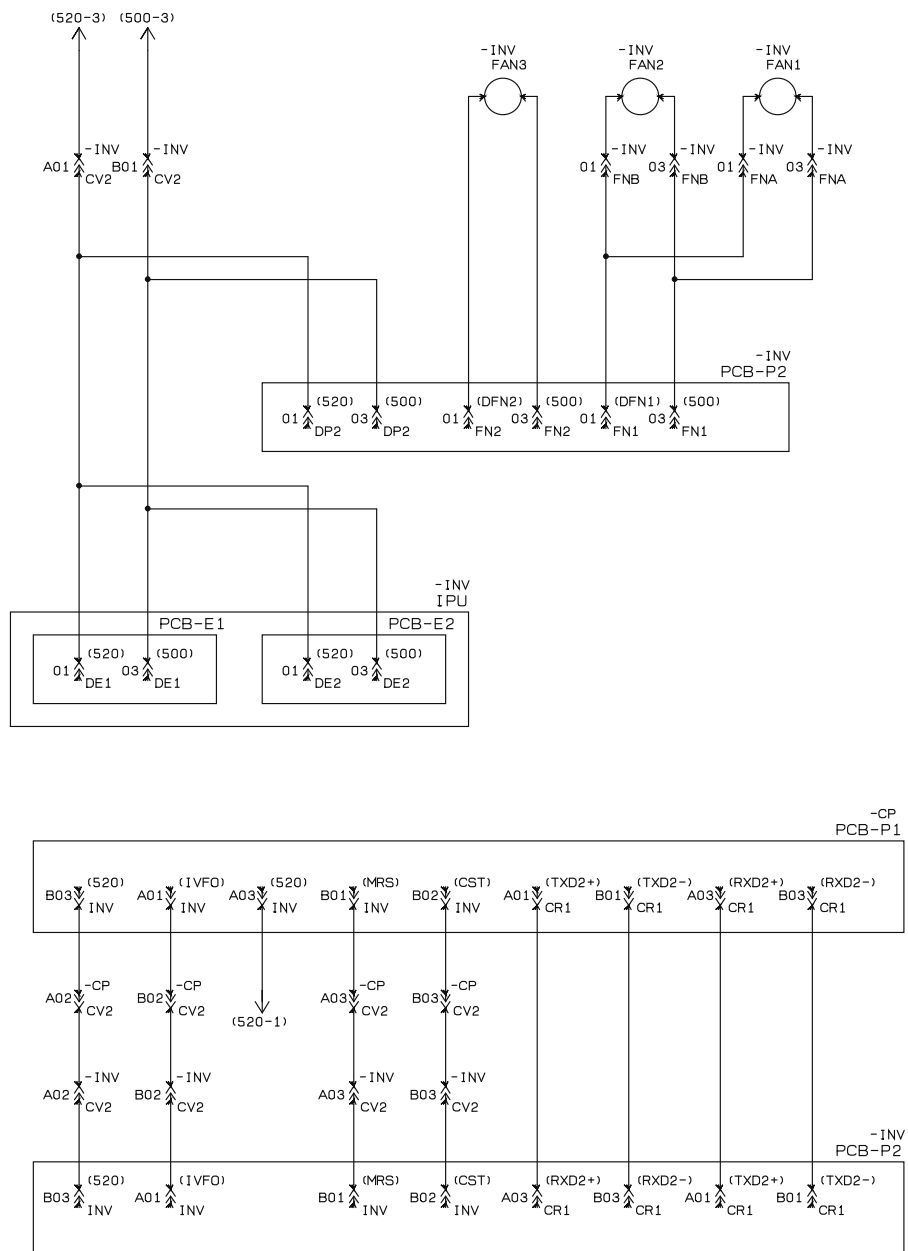 (520-3) (500-3)
-INV -INV -INV
FAN3 FAN2 FAN1
-INV -INV -INV -INV -INV -INV
A01 B01 01 03 01 03
CV2 CV2 FNB FNB FNA FNA
-INV
PCB-P2
(520) (500) (DFN2) (500) (DFN1) (500)
01 03 01 03 01 03
DP2 DP2 FN2 FN2 FN1 FN1
-INV
IPU
PCB-E1 PCB-E2
(520) (500) (520) (500)
01 03 01 03
DE1 DE1 DE2 DE2
-CP
PCB-P1
(520) (IVFO) (520) (MRS) (CST) (TXD2+) (TXD2-) (RXD2+) (RXD2-)
B03 A01 A03 B01 B02 A01 B01 A03 B03
INV INV INV INV INV CR1 CR1 CR1 CR1
-CP -CP -CP -CP
A02 B02 A03 B03
CV2 CV2 CV2 CV2
(520-1)
-INV -INV -INV -INV
A02 B02 A03 B03
CV2 CV2 CV2 CV2
-INV
PCB-P2
(520) (IVFO) (MRS) (CST) (RXD2+) (RXD2-) (TXD2+) (TXD2-)
B03 A01 B01 B02 A03 B03 A01 B01
INV INV INV INV CR1 CR1 CR1 CR1